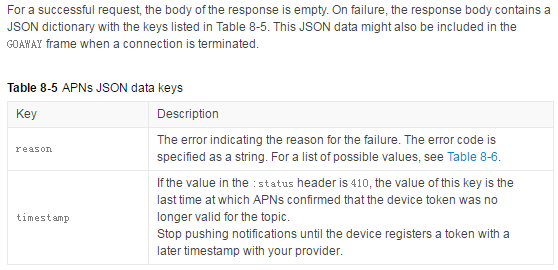 For a successful request, the body of the response is empty. On failure, the response body contains a
JSON dictionary with the keys listed in Table 8-5. This JSON data might also be included in the
GOAWAY frame when a connection is terminated.
Table 8-5 APNs JSON data keys
Key Description
reason
The error indicating the reason for the failure. The error code is
specified as a string. For a list of possible values, see Table 8-6.
timestamp
If the value in the :status header is 410, the value of this key is the
last time at which APNs confirmed that the device token was no
longer valid for the topic.
Stop pushing notifications until the device registers a token with a
later timestamp with your provider.